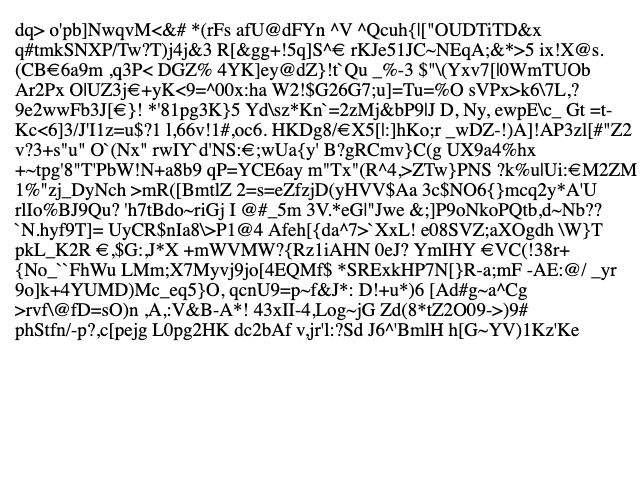 dq> o'pb]NwqvM<&# *(rFs afU@dFYn ^V ^Qcuh{|["OUDTiTD&x
q#tmkSNXP/Tw?T)j4j&3 R[&gg+!5q]S^€ rKJe51JC~NEqA;&*>5 ix!X@s.
(CB€6a9m ,q3P< DGZ% 4YK]ey@dZ}!t`Qu _%-3 $"\(Yxv7[|0WmTUOb
Ar2Px O|UZ3j€+yK<9=^00x:ha W2!$G26G7;u]=Tu=%O sVPx>k6\7L,?
9e2wwFb3J[€}! *'81pg3K}5 Yd\sz*Kn`=2zMj&bP9|J D, Ny, ewpE\c_ Gt =t-
Kc<6]3/J'I1z=u$?1 l,66v!1#,oc6. HKDg8/€X5[l:]hKo;r _wDZ-!)A]!AP3zl[#"Z2
v?3+s"u" O`(Nx" rwIY`d'NS:€;wUa{y' B?gRCmv}C(g UX9a4%hx
+~tpg'8"T'PbW!N+a8b9 qP=YCE6ay m"Tx"(R^4,>ZTw}PNS ?k%u|Ui:€M2ZM
1%"zj_DyNch >mR([BmtlZ 2=s=eZfzjD(yHVV$Aa 3c$NO6{}mcq2y*A'U
rlIo%BJ9Qu? 'h7tBdo~riGj I @#_5m 3V.*eG|"Jwe &;]P9oNkoPQtb,d~Nb??
`N.hyf9T]= UyCR$nIa8\>P1@4 Afeh[{da^7>`XxL! e08SVZ;aXOgdh \W}T
pkL_K2R €,$G:,J*X +mWVMW?{Rz1iAHN 0eJ? YmIHY €VC(!38r+
{No_``FhWu LMm;X7Myvj9jo[4EQMf$ *SRExkHP7N[}R-a;mF -AE:@/ _yr
9o]k+4YUMD)Mc_eq5}O, qcnU9=p~f&J*: D!+u*)6 [Ad#g~a^Cg
>rvf\@fD=sO)n ,A,:V&B-A*! 43xII-4,Log~jG Zd(8*tZ2O09->)9#
phStfn/-p?,c[pejg L0pg2HK dc2bAf v,jr'l:?Sd J6^'BmlH h[G~YV)1Kz'Ke